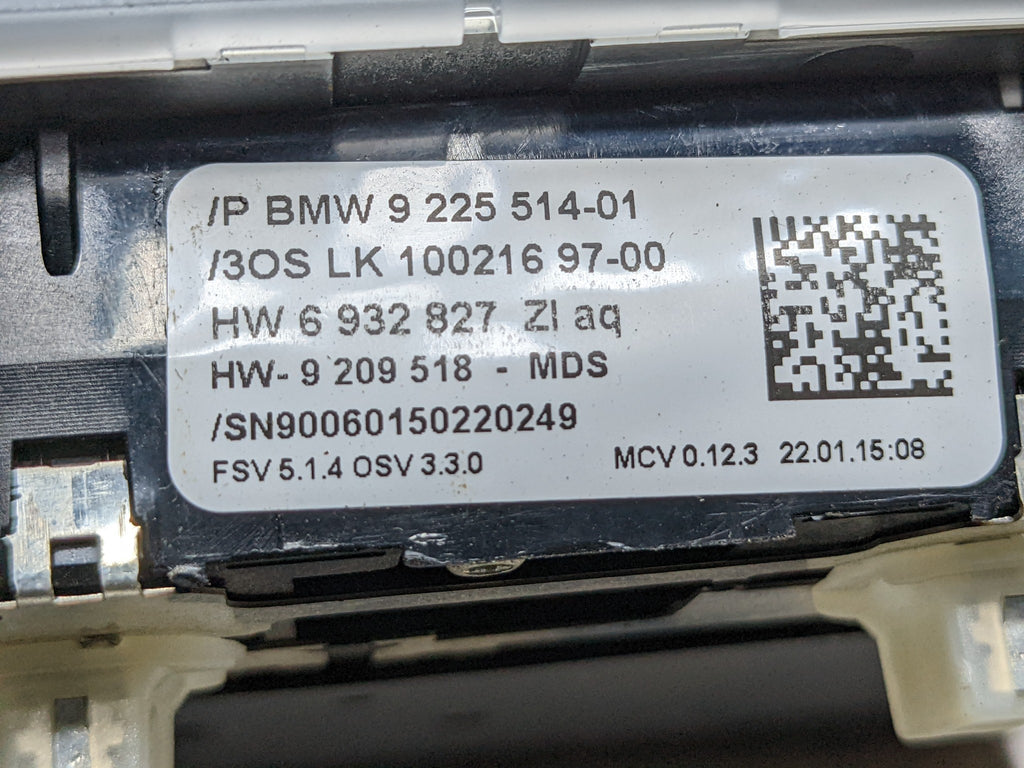 /P BMW 9 225 514-01
/3OS LK 100216 97-00
HW 6 932 827 ZI aq
HW- 9 209 518 - MDS
/SN90060150220249
FSV 5.1.4 OSV 3.3.0 MCV 0.12.3 22.01.15:08